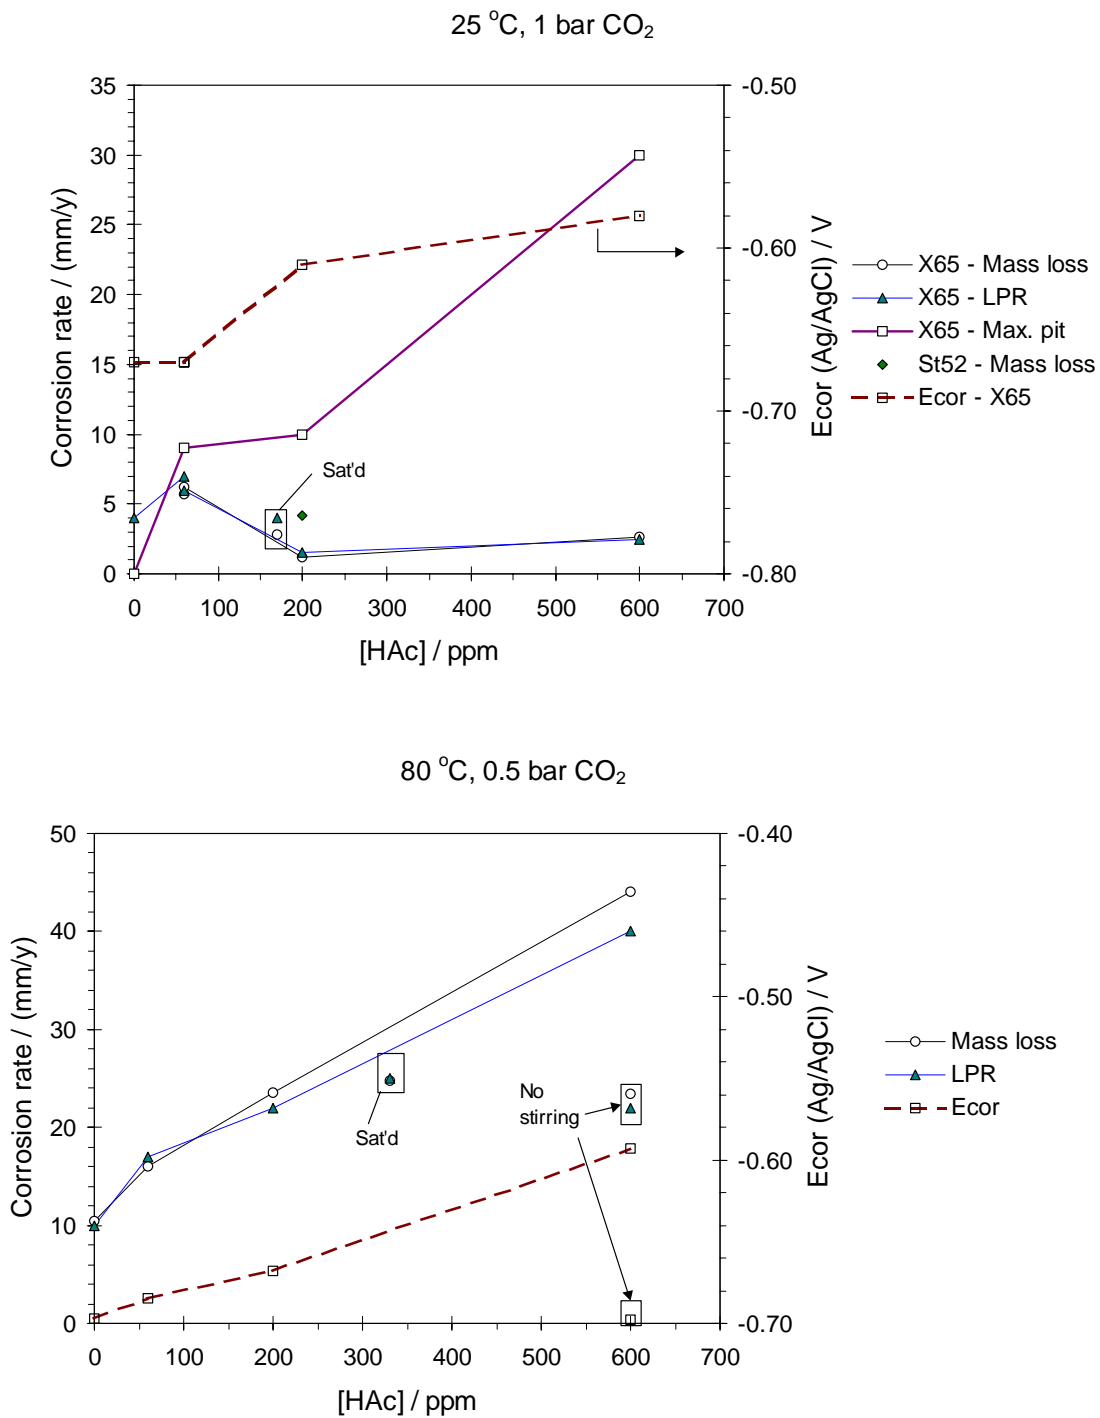 25 °C, 1 bar CO₂
35
30
25
20
15
10
5
0
Corrosion rate / (mm/y)
-0.50
-0.60
-0.70
-0.80
Ecor (Ag/AgCl) / V
Sat'd
0 100 200 300 400 500 600 700
[HAc] / ppm
X65 - Mass loss
X65 - LPR
X65 - Max. pit
St52 - Mass loss
Ecor - X65
80 °C, 0.5 bar CO₂
50
40
30
20
10
0
Corrosion rate / (mm/y)
-0.40
-0.50
-0.60
-0.70
Ecor (Ag/AgCl) / V
Sat'd
No
stirring
0 100 200 300 400 500 600 700
[HAc] / ppm
Mass loss
LPR
Ecor